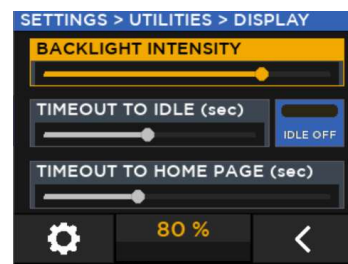 SETTINGS > UTILITIES > DISPLAY
BACKLIGHT INTENSITY
TIMEOUT TO IDLE (sec)
IDLE OFF
TIMEOUT TO HOME PAGE (sec)
80 %